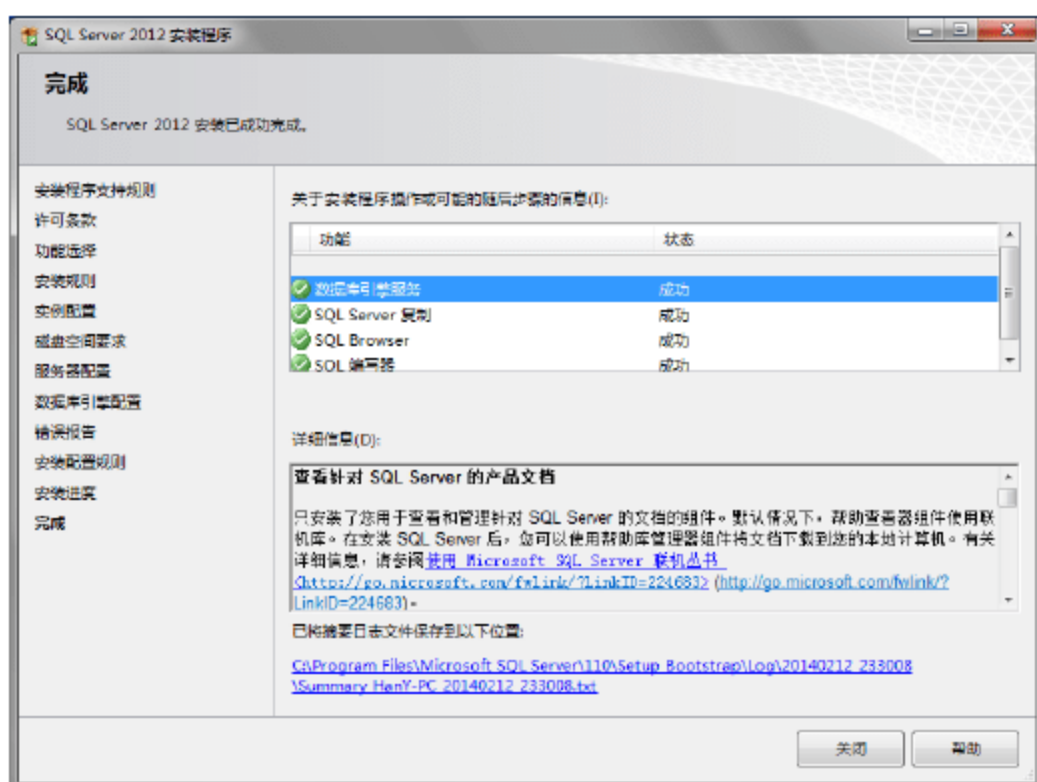 SQL Server 2012 安装程序
完成
SQL Server 2012 安装已成功完成。
安装程序支持规则
许可条款
功能选择
安装规则
实例配置
磁盘空间要求
服务器配置
数据库引擎配置
错误报告
安装配置规则
安装进度
完成
关于安装程序操作或可能的随后步骤的信息(I):
功能 状态
数据库引擎服务 成功
SQL Server 复制 成功
SQL Browser 成功
SQL 编写器 成功
详细信息(D):
查看针对 SQL Server 的产品文档
只安装了您用于查看和管理针对 SQL Server 的文档的组件。默认情况下，帮助查看器组件使用联
机库。在安装 SQL Server 后，您可以使用帮助库管理器组件将文档下载到您的本地计算机。有关
详细信息，请参阅使用 Microsoft SQL Server 联机丛书
<http://go.microsoft.com/fwlink/?LinkID=224683> (http://go.microsoft.com/fwlink/?
LinkID=224683)。
已将摘要日志文件保存到以下位置:
C:\Program Files\Microsoft SQL Server\110\Setup Bootstrap\Log\20140212_233008
\Summary_HanY-PC_20140212_233008.txt
关闭
帮助